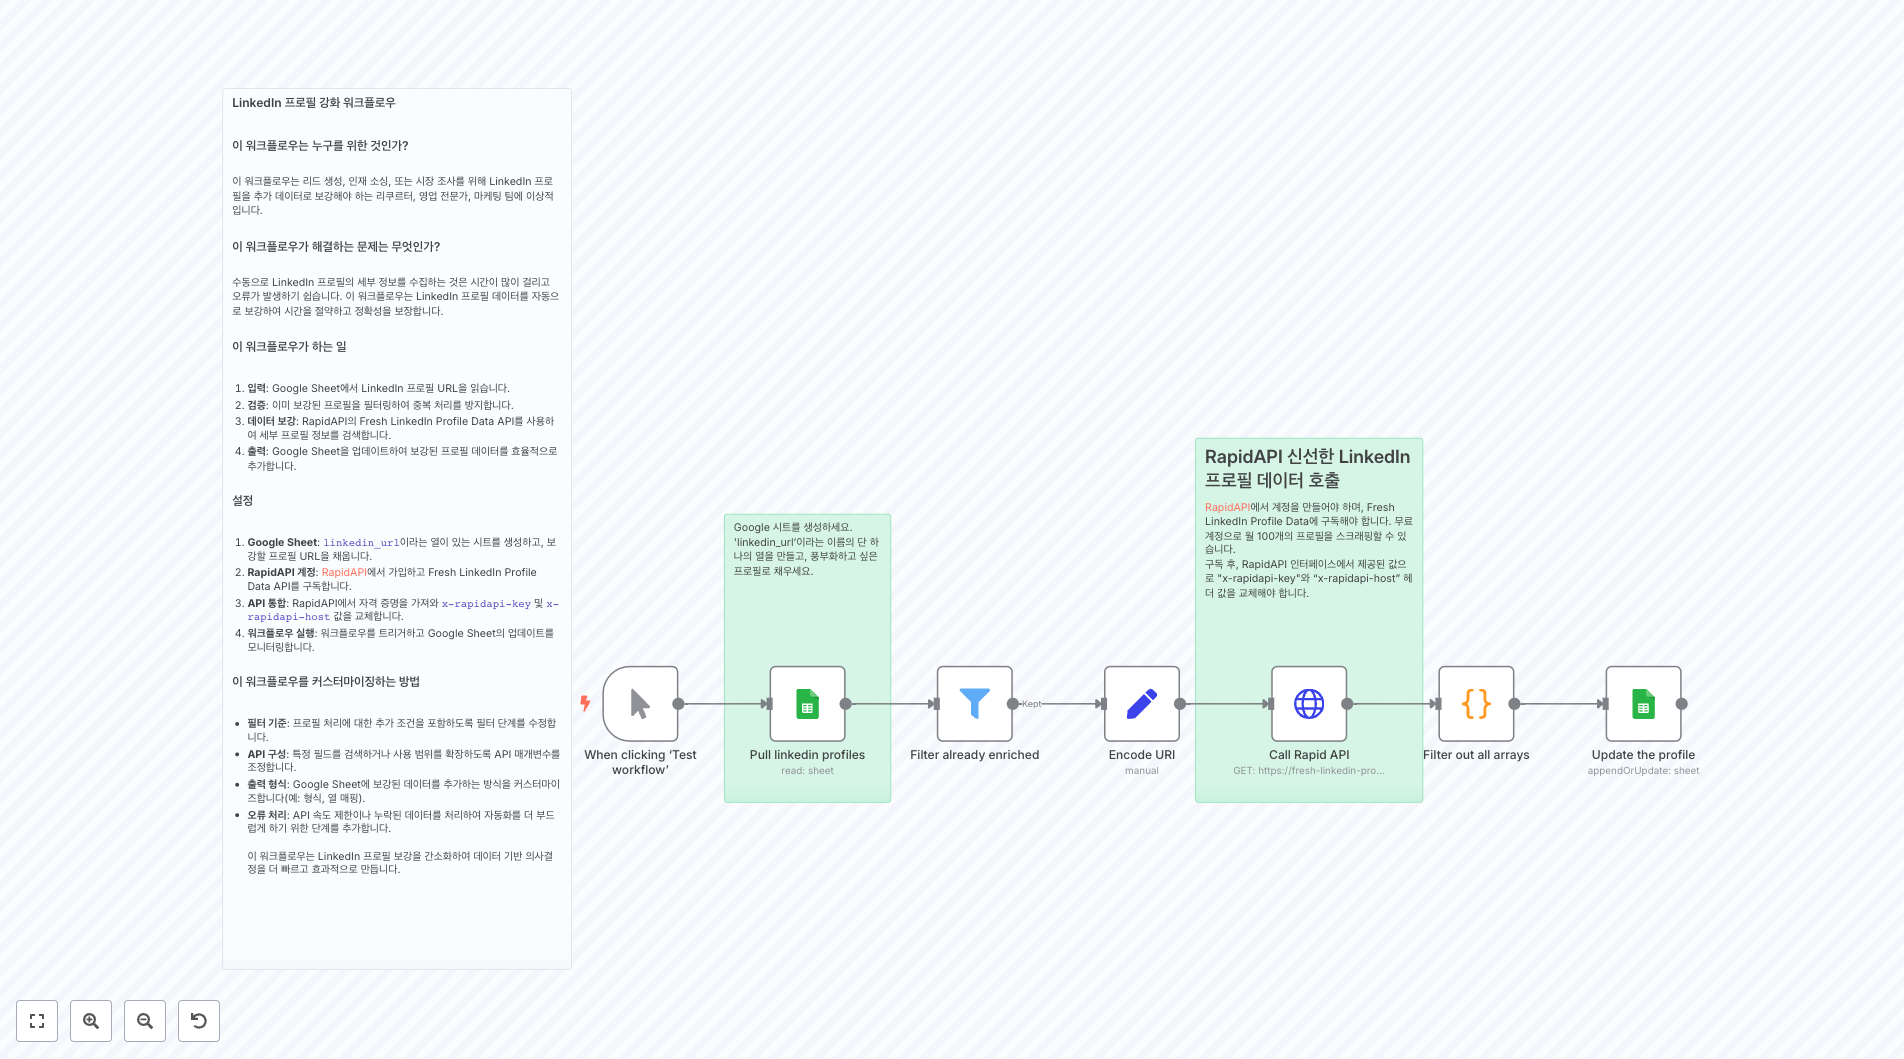 LinkedIn 프로필 강화 워크플로우
이 워크플로우는 누구를 위한 것인가?
이 워크플로우는 리드 생성, 인재 소싱, 또는 시장 조사를 위해 LinkedIn 프로
필을 추가 데이터로 보강해야 하는 리쿠르터, 영업 전문가, 마케팅 팀에 이상적
입니다.
이 워크플로우가 해결하는 문제는 무엇인가?
수동으로 LinkedIn 프로필의 세부 정보를 수집하는 것은 시간이 많이 걸리고
오류가 발생하기 쉽습니다. 이 워크플로우는 LinkedIn 프로필 데이터를 자동으
로 보강하여 시간을 절약하고 정확성을 보장합니다.
이 워크플로우가 하는 일
1. 입력: Google Sheet에서 LinkedIn 프로필 URL을 읽습니다.
2. 검증: 이미 보강된 프로필을 필터링하여 중복 처리를 방지합니다.
3. 데이터 보강: RapidAPI의 Fresh LinkedIn Profile Data API를 사용하
여 세부 프로필 정보를 검색합니다.
4. 출력: Google Sheet을 업데이트하여 보강된 프로필 데이터를 효율적으로
추가합니다.
설정
1. Google Sheet: linkedin_url이라는 열이 있는 시트를 생성하고, 보
강할 프로필 URL을 채웁니다.
2. RapidAPI 계정: RapidAPI에서 가입하고 Fresh LinkedIn Profile
Data API를 구독합니다.
3. API 통합: RapidAPI에서 자격 증명을 가져와 x-rapidapi-key 및 x-
rapidapi-host 값을 교체합니다.
4. 워크플로우 실행: 워크플로우를 트리거하고 Google Sheet의 업데이트를
모니터링합니다.
이 워크플로우를 커스터마이징하는 방법
• 필터 기준: 프로필 처리에 대한 추가 조건을 포함하도록 필터 단계를 수정합니
다.
• API 구성: 특정 필드를 검색하거나 사용 범위를 확장하도록 API 매개변수를
조정합니다.
• 출력 형식: Google Sheet에 보강된 데이터를 추가하는 방식을 커스터마이
즈합니다(예: 형식, 열 매핑).
• 오류 처리: API 속도 제한이나 누락된 데이터를 처리하여 자동화를 더 부드
럽게 하기 위한 단계를 추가합니다.
이 워크플로우는 LinkedIn 프로필 보강을 간소화하여 데이터 기반 의사결
정을 더 빠르고 효과적으로 만듭니다.
Google 시트를 생성하세요.
'linkedin_url'이라는 이름의 단 하
나의 열을 만들고, 풍부화하고 싶은
프로필로 채우세요.
RapidAPI 신선한 LinkedIn
프로필 데이터 호출
RapidAPI에서 계정을 만들어야 하며, Fresh
LinkedIn Profile Data에 구독해야 합니다. 무료
계정으로 월 100개의 프로필을 스크래핑할 수 있
습니다.
구독 후, RapidAPI 인터페이스에서 제공된 값으
로 "x-rapidapi-key"와 “x-rapidapi-host” 헤
더 값을 교체해야 합니다.
When clicking ‘Test
workflow’
Pull linkedin profiles
read: sheet
Filter already enriched
Kept
Encode URI
manual
Call Rapid API
GET: https://fresh-linkedin-pro...
Filter out all arrays
Update the profile
appendOrUpdate: sheet